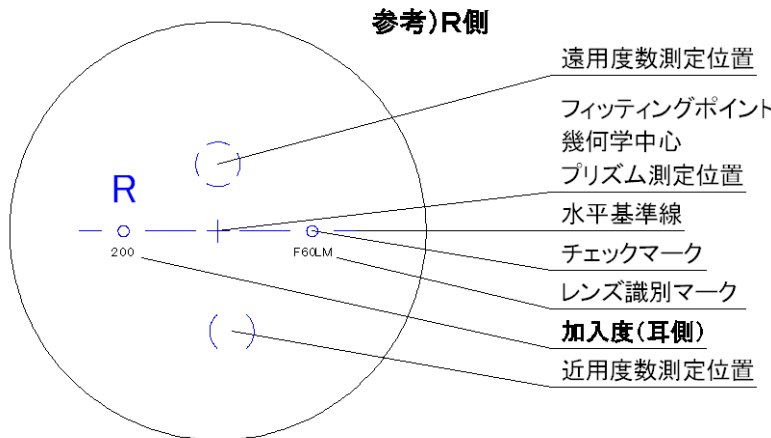 参考)R側
遠用度数測定位置
フィッティングポイント
幾何学中心
プリズム測定位置
水平基準線
チェックマーク
レンズ識別マーク
加入度(耳側)
近用度数測定位置
R
200
F60LM